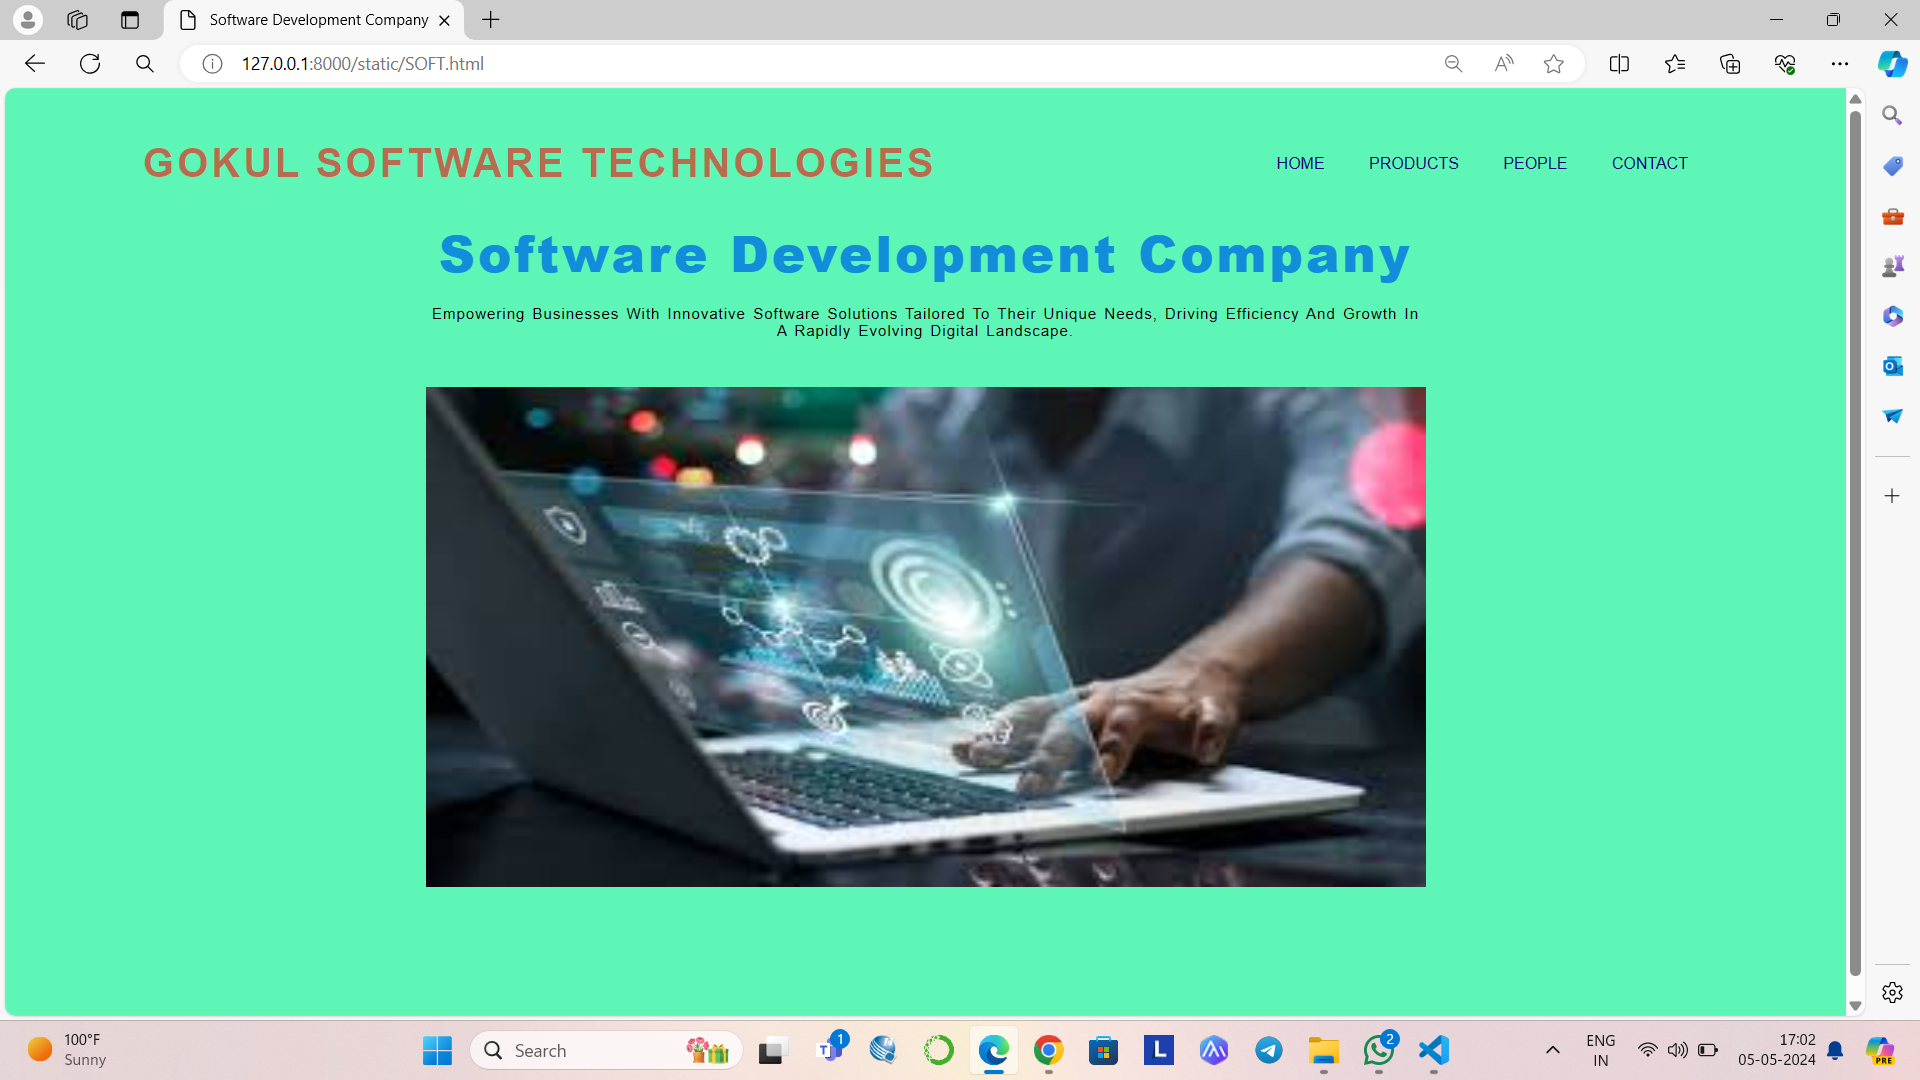 Software Development Company
127.0.0.1:8000/static/SOFT.html
GOKUL SOFTWARE TECHNOLOGIES
HOME PRODUCTS PEOPLE CONTACT
Software Development Company
Empowering Businesses With Innovative Software Solutions Tailored To Their Unique Needs, Driving Efficiency And Growth In
A Rapidly Evolving Digital Landscape.
100°F
Sunny
Search
1
L
2
ENG
IN
17:02
05-05-2024
PRE